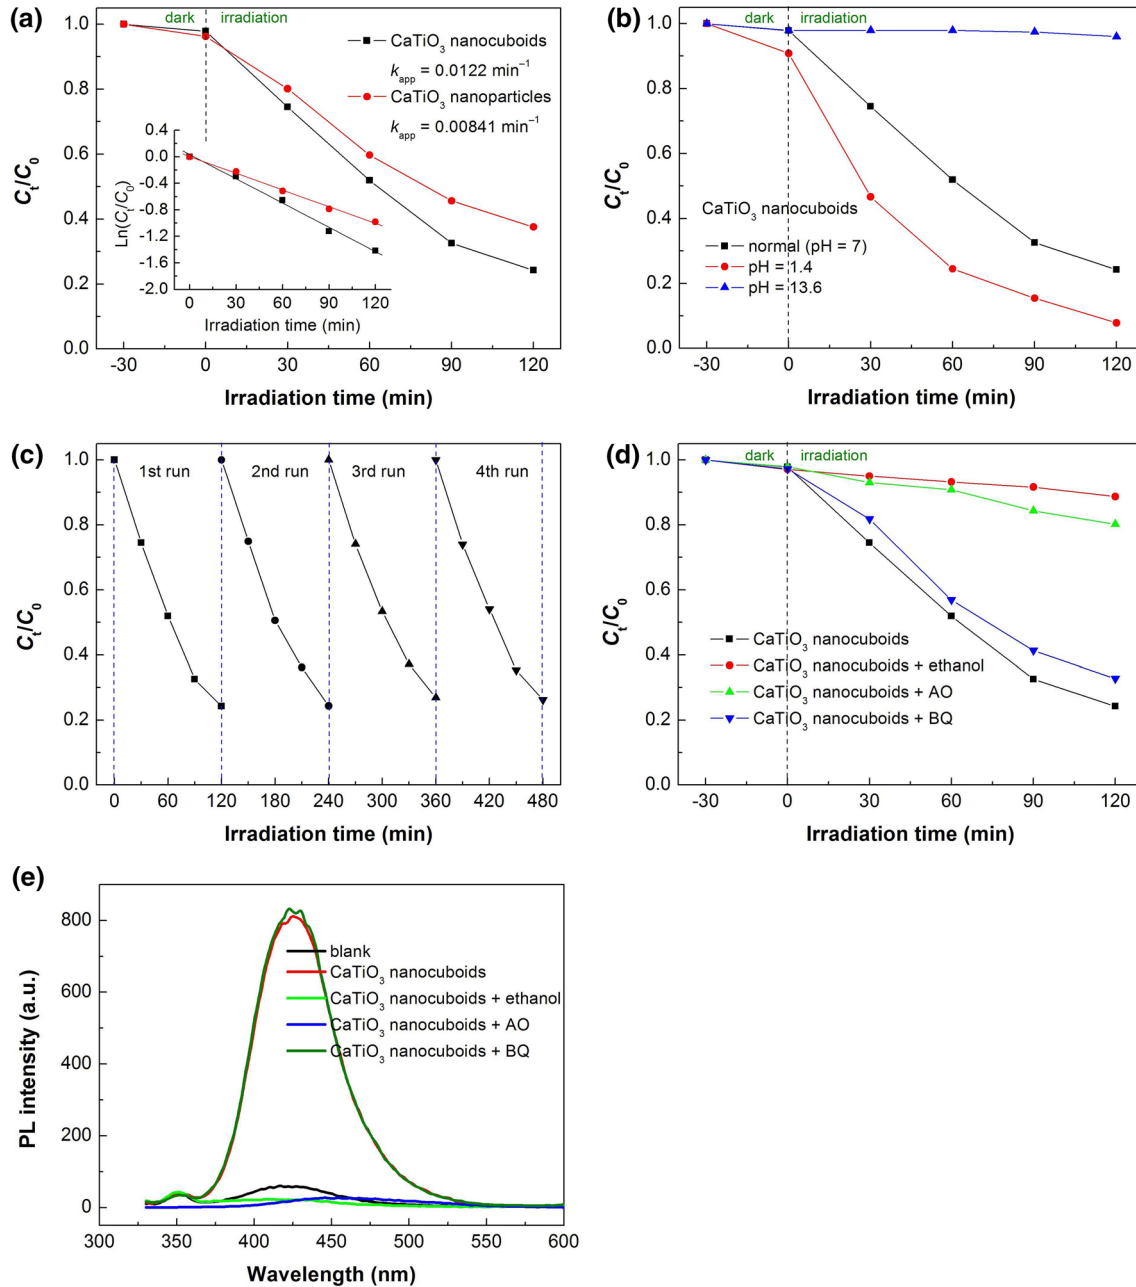 (a)
dark irradiation
CaTiO3 nanocuboids
kapp = 0.0122 min−1
CaTiO3 nanoparticles
kapp = 0.00841 min−1
1.0
0.8
0.6
0.4
0.2
0.0
Ct/C0
-30 0 30 60 90 120
Irradiation time (min)
0.4
0.0
-0.4
-0.8
-1.2
-1.6
-2.0
Ln(Ct/C0)
0 30 60 90 120
Irradiation time (min)
(b)
dark irradiation
1.0
0.8
0.6
0.4
0.2
0.0
Ct/C0
CaTiO3 nanocuboids
normal (pH = 7)
pH = 1.4
pH = 13.6
-30 0 30 60 90 120
Irradiation time (min)
(c)
1st run 2nd run 3rd run 4th run
1.0
0.8
0.6
0.4
0.2
0.0
Ct/C0
0 60 120 180 240 300 360 420 480
Irradiation time (min)
(d)
dark irradiation
1.0
0.8
0.6
0.4
0.2
0.0
Ct/C0
CaTiO3 nanocuboids
CaTiO3 nanocuboids + ethanol
CaTiO3 nanocuboids + AO
CaTiO3 nanocuboids + BQ
-30 0 30 60 90 120
Irradiation time (min)
(e)
800
600
400
200
0
PL intensity (a.u.)
blank
CaTiO3 nanocuboids
CaTiO3 nanocuboids + ethanol
CaTiO3 nanocuboids + AO
CaTiO3 nanocuboids + BQ
300 350 400 450 500 550 600
Wavelength (nm)